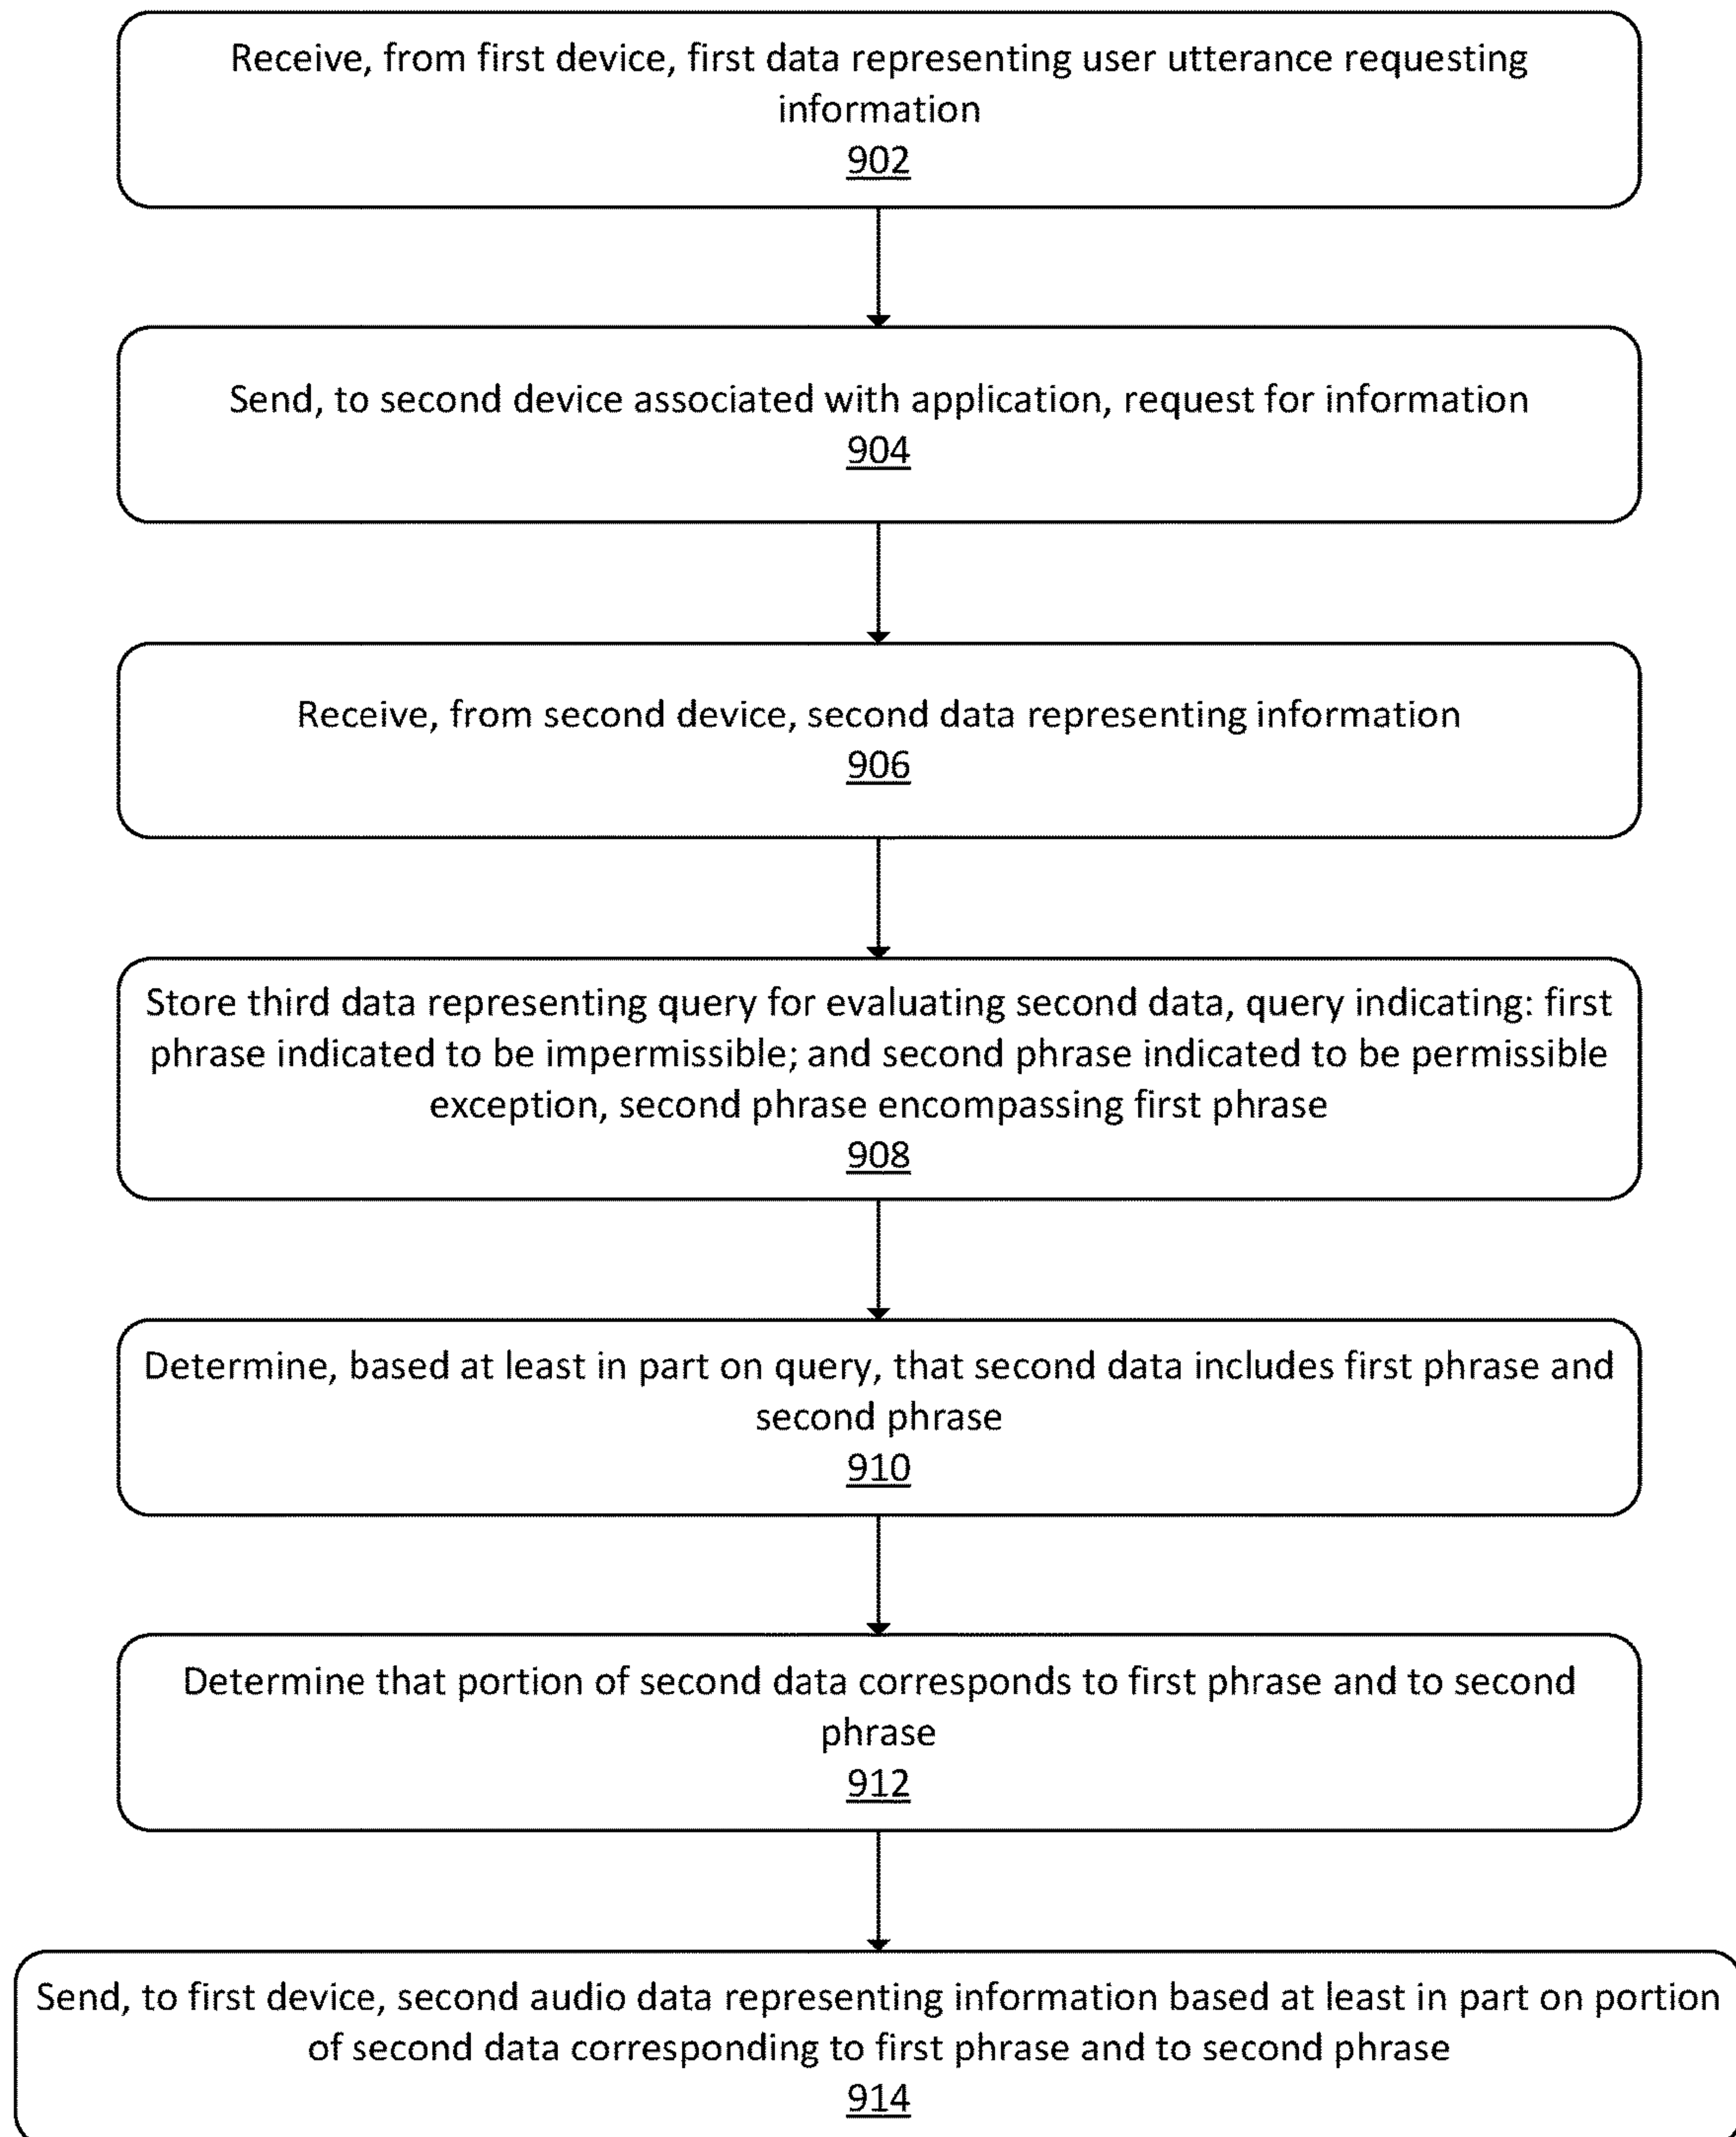 Receive, from first device, first data representing user utterance requesting
information
902
Send, to second device associated with application, request for information
904
Receive, from second device, second data representing information
906
Store third data representing query for evaluating second data, query indicating: first
phrase indicated to be impermissible; and second phrase indicated to be permissible
exception, second phrase encompassing first phrase
908
Determine, based at least in part on query, that second data includes first phrase and
second phrase
910
Determine that portion of second data corresponds to first phrase and to second
phrase
912
Send, to first device, second audio data representing information based at least in part on portion
of second data corresponding to first phrase and to second phrase
914